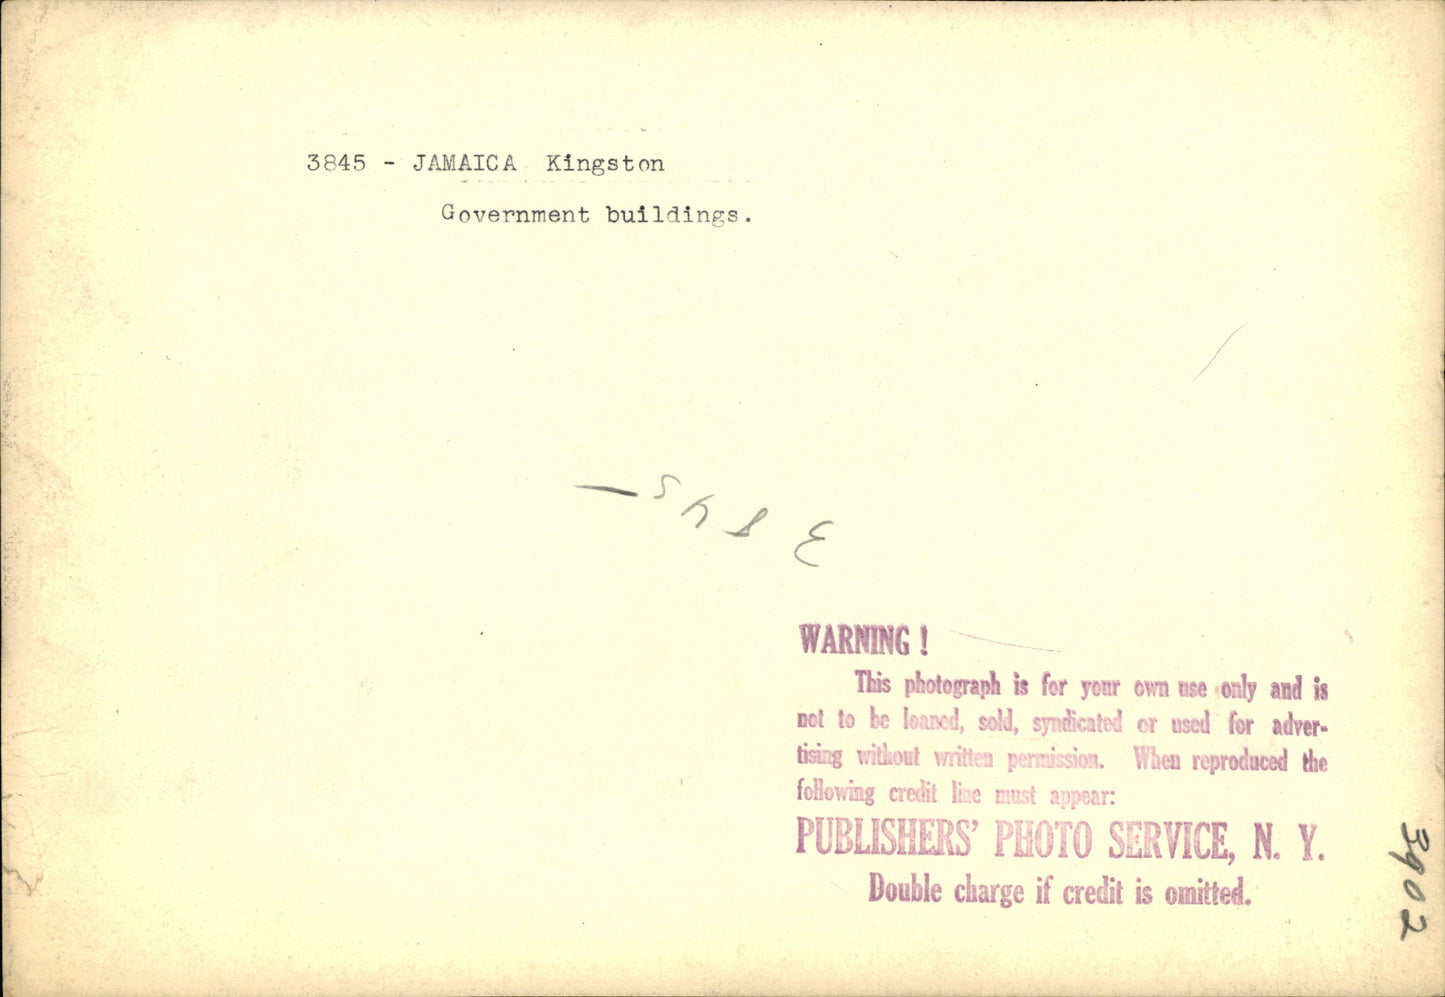 3845 - JAMAICA Kingston
Government buildings.
3845 —
WARNING !
This photograph is for your own use only and is
not to be loaned, sold, syndicated or used for adver-
tising without written permission. When reproduced the
following credit line must appear:
PUBLISHERS' PHOTO SERVICE, N. Y.
Double charge if credit is omitted.
3902